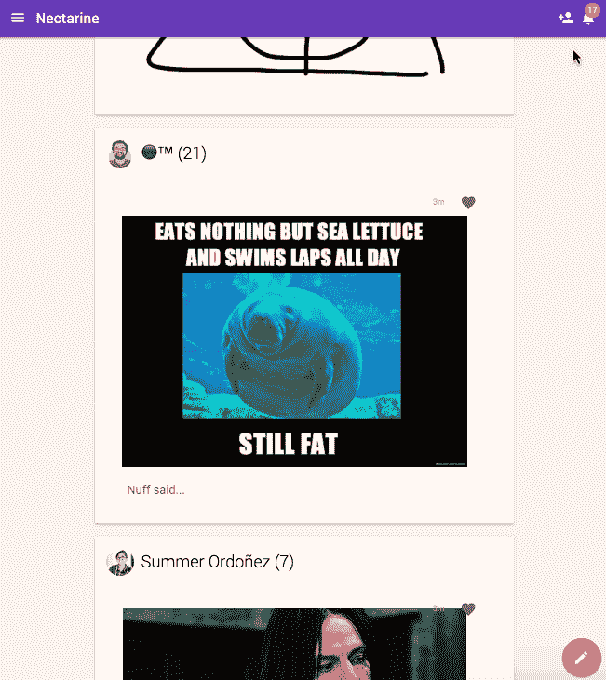 Nectarine
17
™ (21)
3m
EATS NOTHING BUT SEA LETTUCE
AND SWIMS LAPS ALL DAY
STILL FAT
Nuff said...
Summer Ordoñez (7)